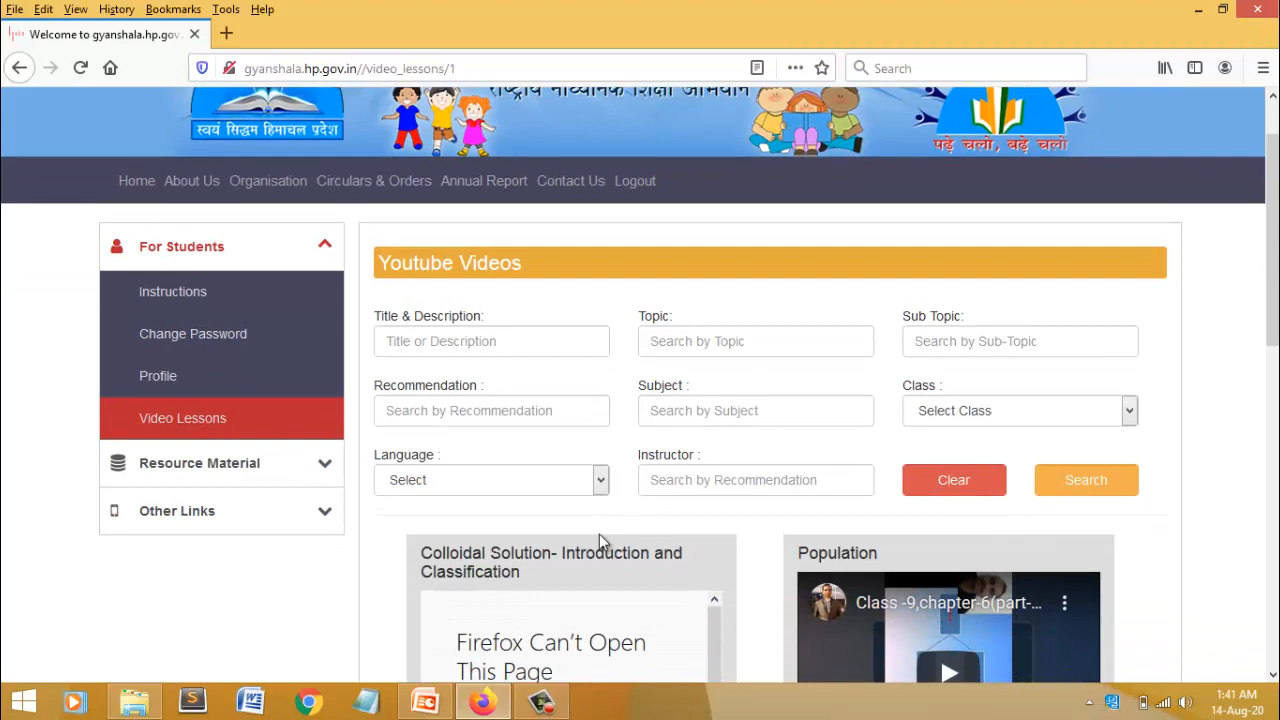 File Edit View History Bookmarks Tools Help
Welcome to gyanshala.hp.gov.
gyanshala.hp.gov.in//video_lessons/1
Search
राष्ट्रीय माध्यमिक शिक्षा अभियान
स्वयं सिद्धम हिमाचल प्रदेश
पढ़े चलो, बढ़े चलो
Home About Us Organisation Circulars & Orders Annual Report Contact Us Logout
For Students
Instructions
Change Password
Profile
Video Lessons
Resource Material
Other Links
Youtube Videos
Title & Description: Topic: Sub Topic:
Title or Description Search by Topic Search by Sub-Topic
Recommendation : Subject : Class :
Search by Recommendation Search by Subject Select Class
Language : Instructor :
Select Search by Recommendation Clear Search
Colloidal Solution- Introduction and
Classification
Firefox Can’t Open
This Page
Population
Class -9,chapter-6(part-...
1:41 AM
14-Aug-20